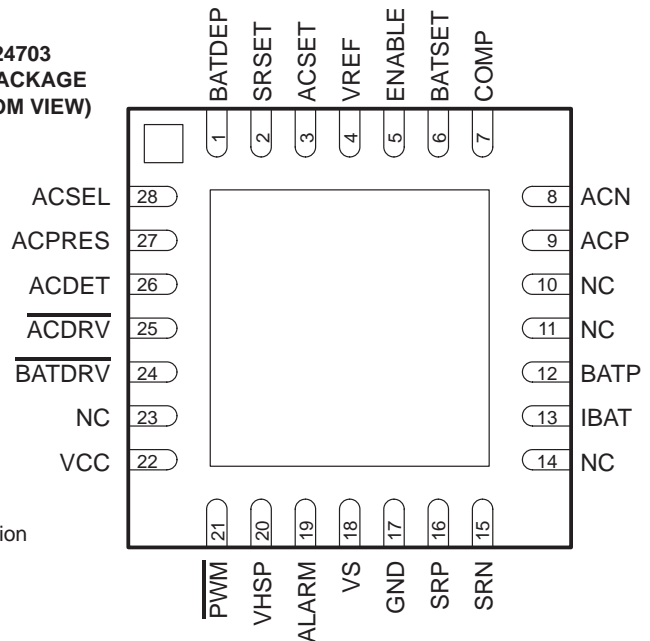 24703
ACKAGE
OM VIEW)
BATDEP
SRSET
ACSET
VREF
ENABLE
BATSET
COMP
1
2
3
4
5
6
7
ACSEL 28
8 ACN
ACPRES 27
9 ACP
ACDET 26
10 NC
ACDRV 25
11 NC
BATDRV 24
12 BATP
NC 23
13 IBAT
VCC 22
14 NC
tion
21
20
19
18
17
16
15
PWM
VHSP
ALARM
VS
GND
SRP
SRN